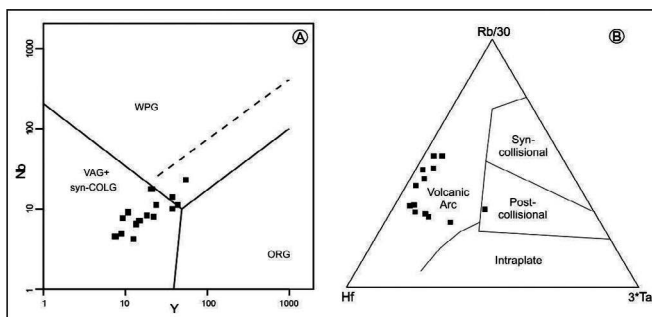 A
1000
100
10
1
Nb
WPG
VAG+
syn-COLG
ORG
1
10
100
1000
Y
B
Rb/30
Syn-
collisional
Volcanic
Arc
Post-
collisional
Intraplate
Hf
3*Ta